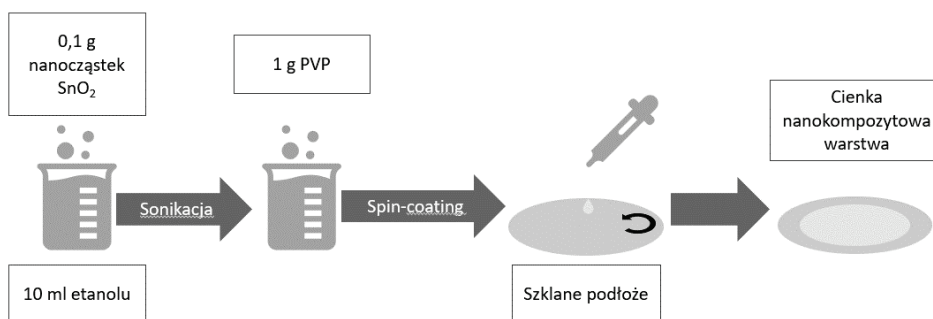 0,1 g
nanocząstek
SnO₂
1 g PVP
Cienka
nanokompozytowa
warstwa
Sonikacja
Spin-coating
10 ml etanolu
Szklane podłoże